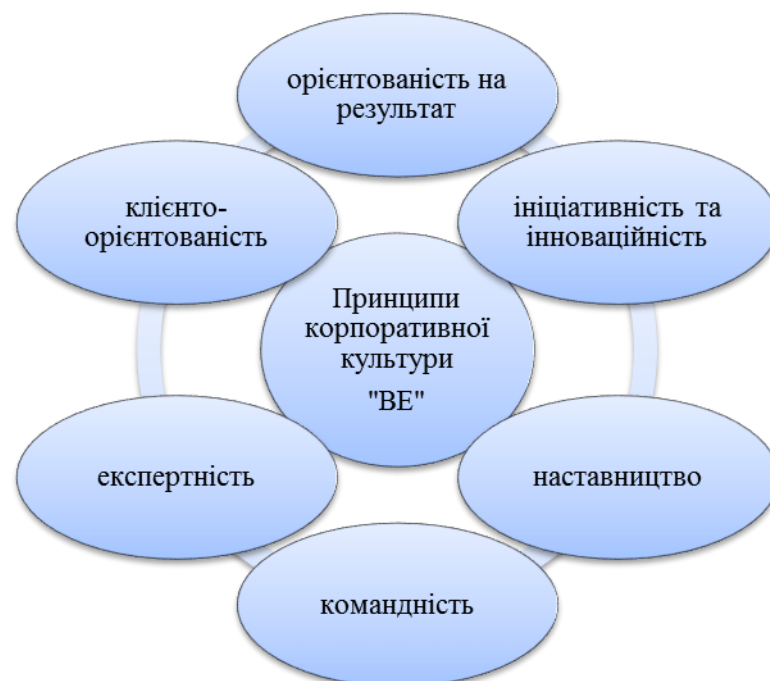 орієнтованість на
результат
клієнто-
орієнтованість
ініціативність та
інноваційність
Принципи
корпоративної
культури
"ВЕ"
експертність
наставництво
командність